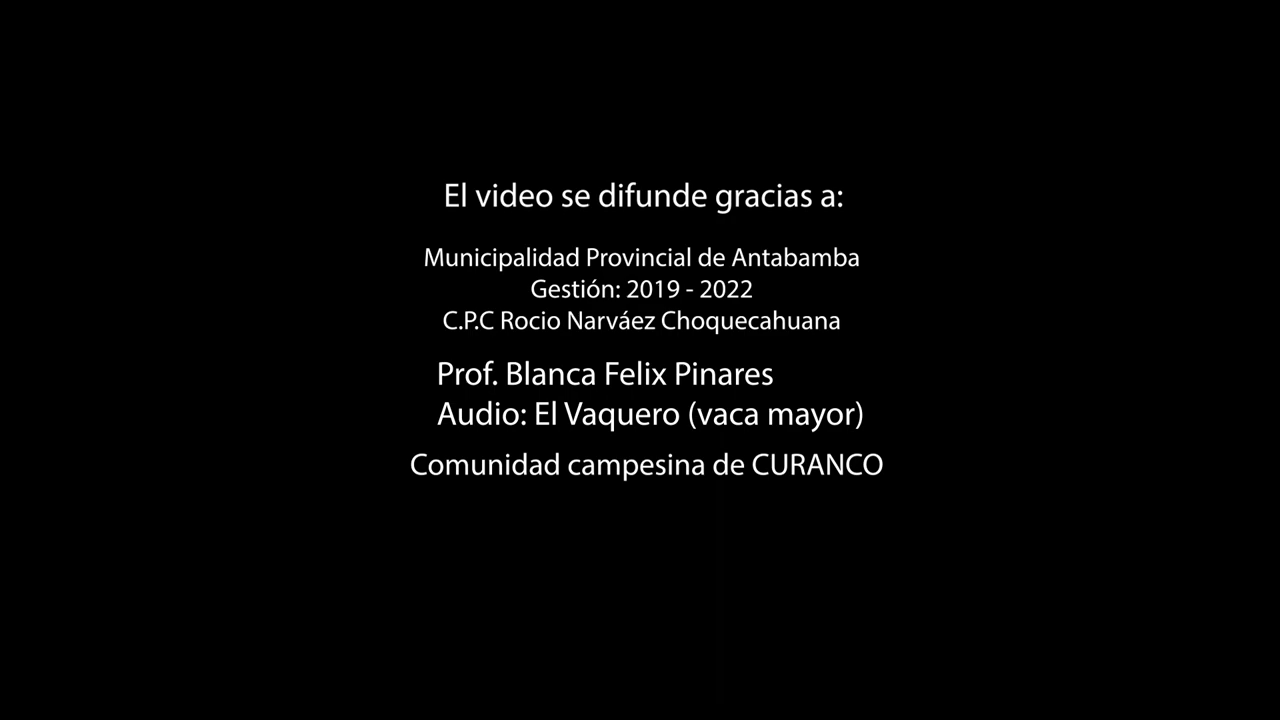 El video se difunde gracias a:
Municipalidad Provincial de Antabamba
Gestión: 2019 - 2022
C.P.C Rocio Narváez Choquecahuana
Prof. Blanca Felix Pinares
Audio: El Vaquero (vaca mayor)
Comunidad campesina de CURANCO